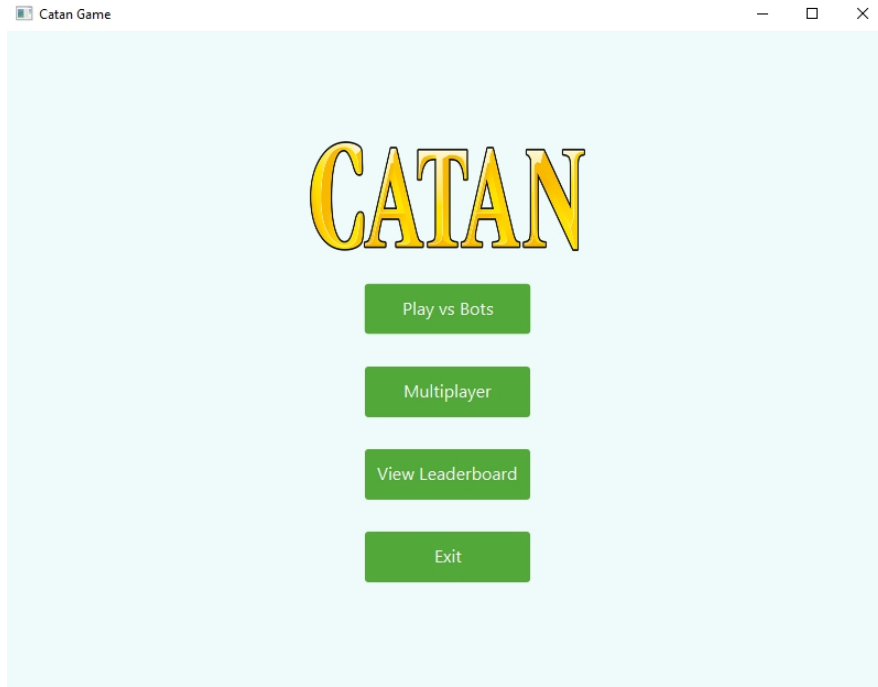 Catan Game
CATAN
Play vs Bots
Multiplayer
View Leaderboard
Exit